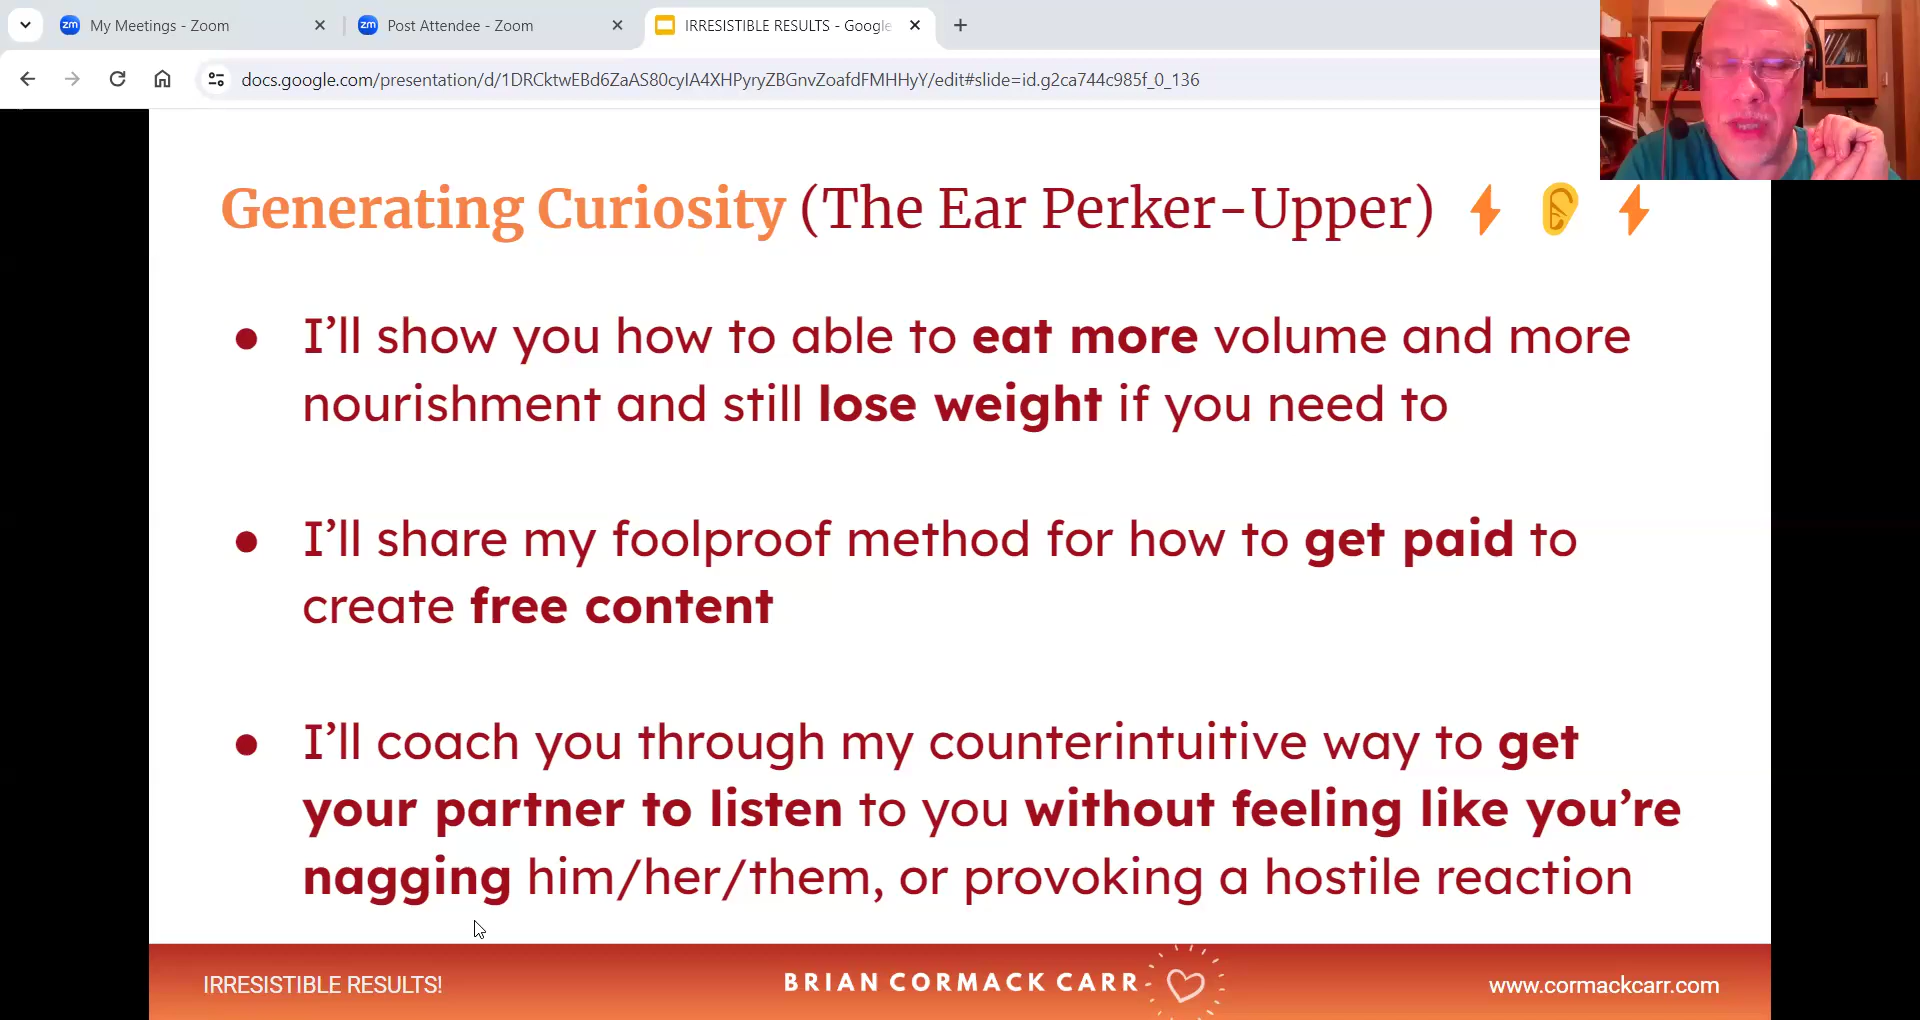 My Meetings - Zoom
Post Attendee - Zoom
IRRESISTIBLE RESULTS - Google
docs.google.com/presentation/d/1DRCktwEBd6ZaAS80cyIA4XHPyryZBGnvZoafdFMHHyY/edit#slide=id.g2ca744c985f_0_136
Generating Curiosity (The Ear Perker-Upper)
● I’ll show you how to able to eat more volume and more
nourishment and still lose weight if you need to
● I’ll share my foolproof method for how to get paid to
create free content
● I’ll coach you through my counterintuitive way to get
your partner to listen to you without feeling like you’re
nagging him/her/them, or provoking a hostile reaction
IRRESISTIBLE RESULTS!
BRIAN CORMACK CARR
www.cormackcarr.com